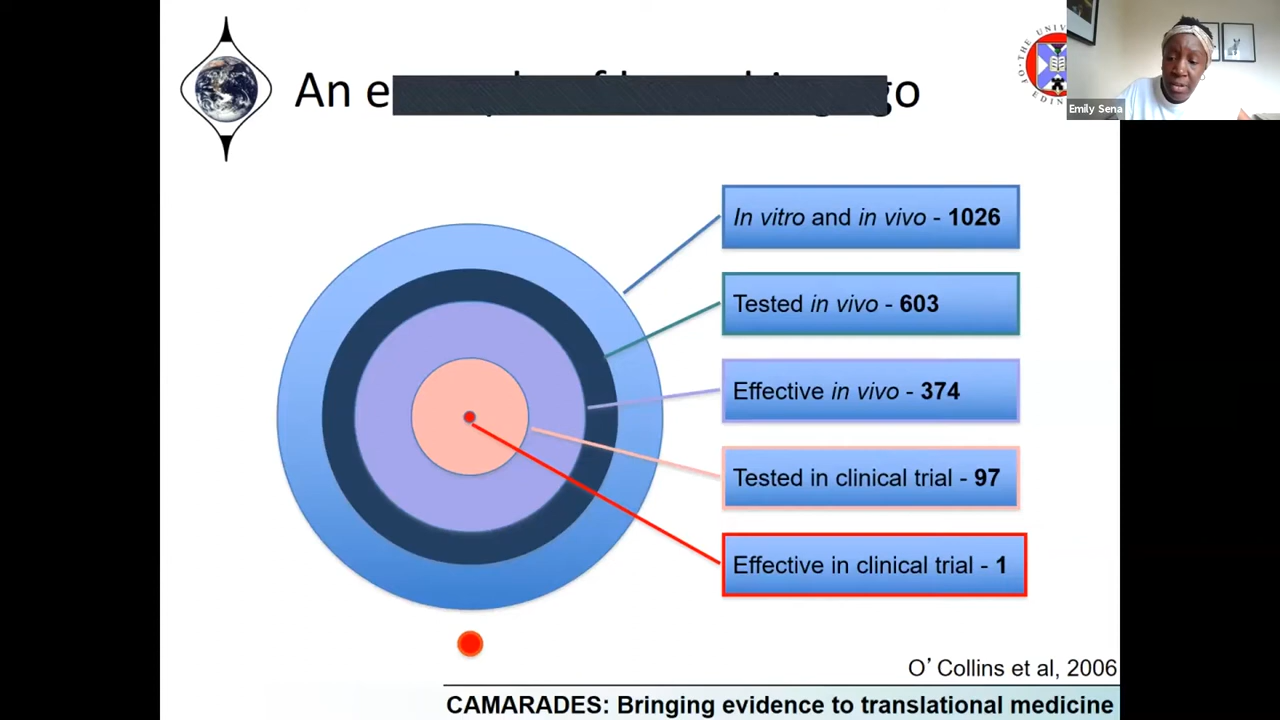 An
go
In vitro and in vivo - 1026
Tested in vivo - 603
Effective in vivo - 374
Tested in clinical trial - 97
Effective in clinical trial - 1
Emily Sena
O’ Collins et al, 2006
CAMARADES: Bringing evidence to translational medicine